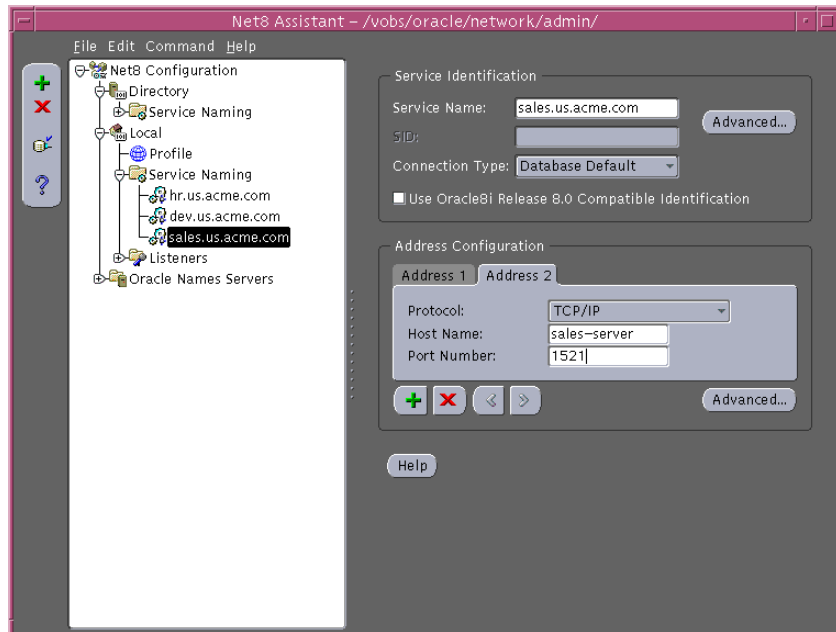 Net8 Assistant – /vobs/oracle/network/admin/
File Edit Command Help
Net8 Configuration
Directory
Service Naming
Local
Profile
Service Naming
hr.us.acme.com
dev.us.acme.com
sales.us.acme.com
Listeners
Oracle Names Servers
Service Identification
Service Name: sales.us.acme.com
Advanced...
SID:
Connection Type: Database Default
Use Oracle8i Release 8.0 Compatible Identification
Address Configuration
Address 1 Address 2
Protocol: TCP/IP
Host Name: sales–server
Port Number: 1521
Advanced...
Help